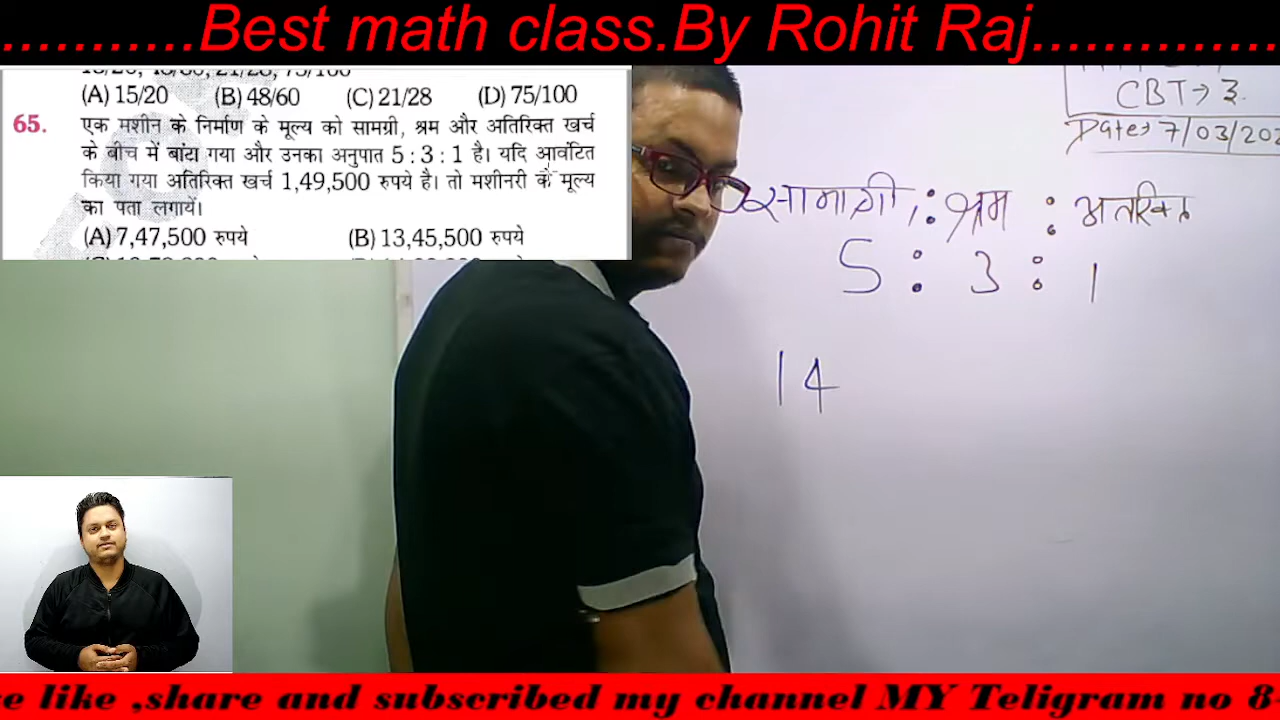 ...........Best math class.By Rohit Raj..............
(A) 15/20 (B) 48/60 (C) 21/28 (D) 75/100
65. एक मशीन के निर्माण के मूल्य को सामग्री, श्रम और अतिरिक्त खर्च
के बीच में बांटा गया और उनका अनुपात 5 : 3 : 1 है। यदि आवंटित
किया गया अतिरिक्त खर्च 1,49,500 रुपये है। तो मशीनरी के मूल्य
का पता लगायें।
(A) 7,47,500 रुपये (B) 13,45,500 रुपये
CBT→ 3.
Date→ 7/03/202
सामाग्री, : श्रम : अतरिक्त
5 : 3 : 1
14
e like ,share and subscribed my channel MY Teligram no 8